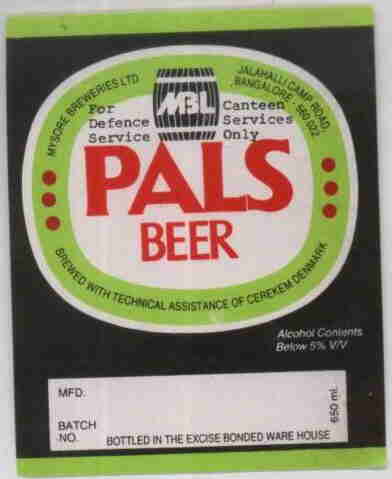 MYSORE BREWERIES LTD
JALAHALLI CAMP ROAD,
BANGALORE 560 022
MBL
For Canteen
Defence Services
Service Only
PALS
BEER
BREWED WITH TECHNICAL ASSISTANCE OF CEREKEM DENMARK
Alcohol Contents
Below 5% V/V
MFD.
BATCH
NO.
BOTTLED IN THE EXCISE BONDED WARE HOUSE
650 ml.